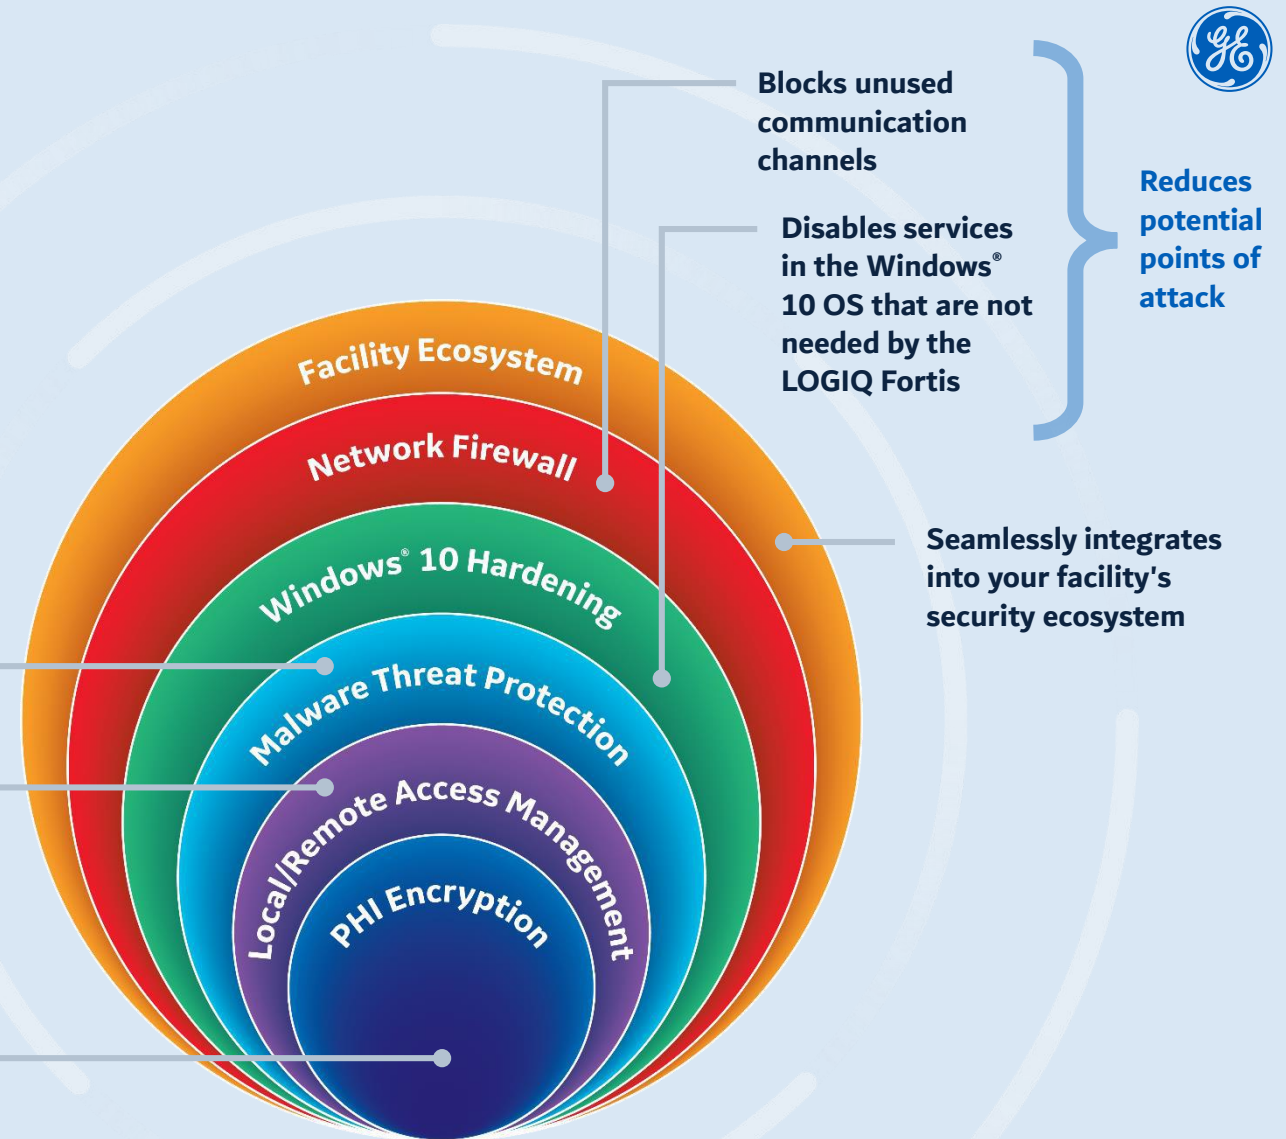 GE
Blocks unused
communication
channels
Reduces
potential
points of
attack
Disables services
in the Windows®
10 OS that are not
needed by the
LOGIQ Fortis
Facility Ecosystem
Network Firewall
Seamlessly integrates
into your facility's
security ecosystem
Windows® 10 Hardening
Malware Threat Protection
Local/Remote Access Management
PHI Encryption